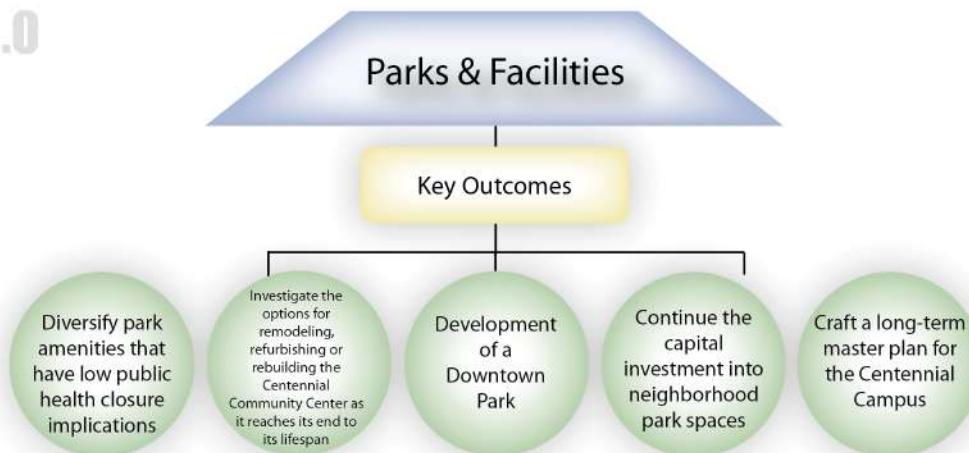 .0
Parks & Facilities
Key Outcomes
Diversify park
amenities that
have low public
health closure
implications
Investigate the
options for
remodeling,
refurbishing or
rebuilding the
Centennial
Community Center as
it reaches its end to
its lifespan
Development
of a
Downtown
Park
Continue the
capital
investment into
neighborhood
park spaces
Craft a long-term
master plan for
the Centennial
Campus